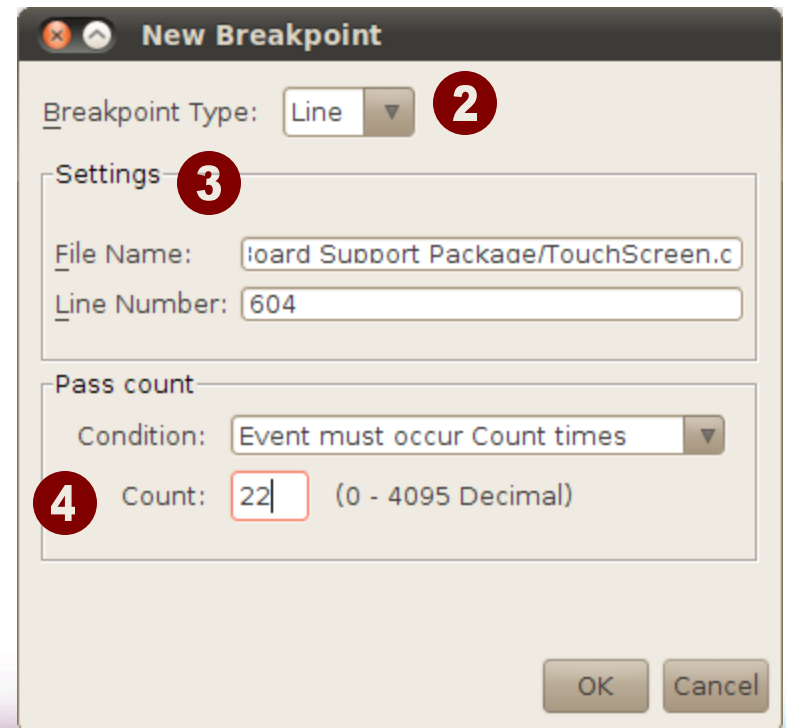 New Breakpoint
Breakpoint Type: Line 2
Settings 3
File Name: oard Support Package/TouchScreen.c
Line Number: 604
Pass count
Condition: Event must occur Count times
4 Count: 22 (0 - 4095 Decimal)
OK Cancel